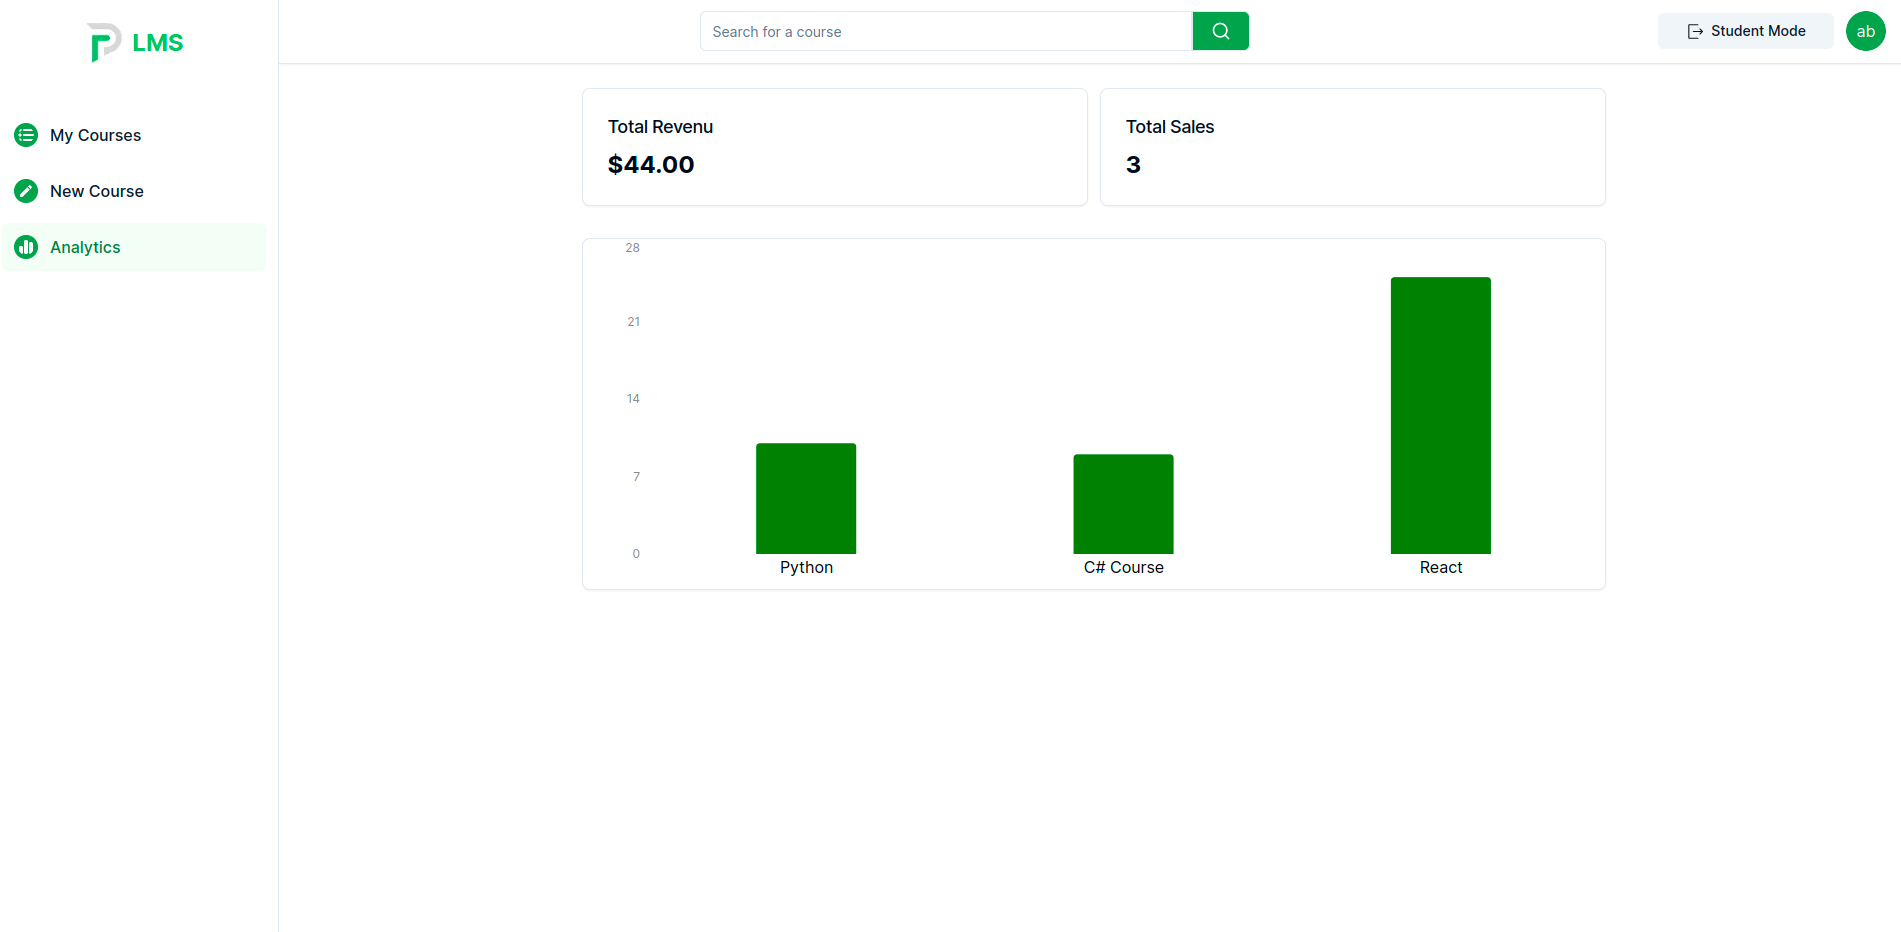 LMS
Search for a course
Student Mode
ab
My Courses
New Course
Analytics
Total Revenu
$44.00
Total Sales
3
28
21
14
7
0
Python
C# Course
React